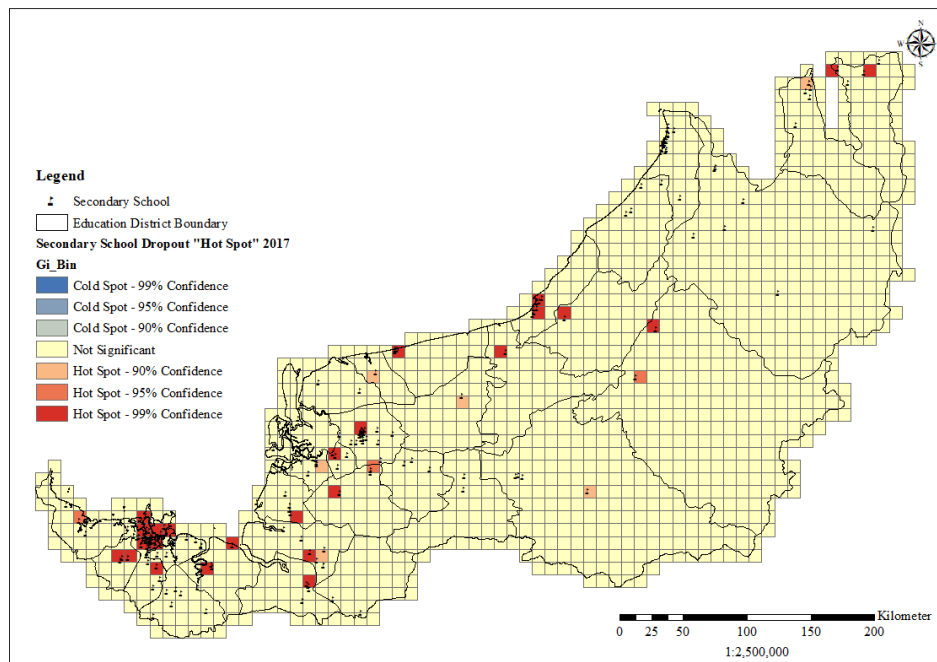 N
W
S
Legend
Secondary School
Education District Boundary
Secondary School Dropout "Hot Spot" 2017
Gi_Bin
Cold Spot - 99% Confidence
Cold Spot - 95% Confidence
Cold Spot - 90% Confidence
Not Significant
Hot Spot - 90% Confidence
Hot Spot - 95% Confidence
Hot Spot - 99% Confidence
Kilometer
0 25 50 100 150 200
1:2,500,000